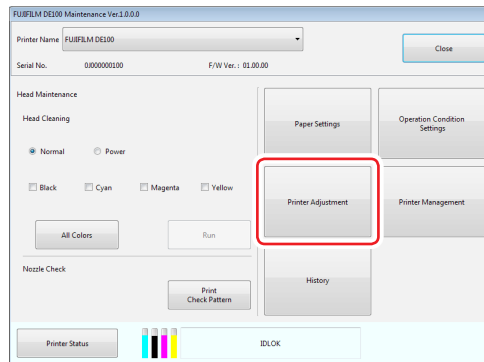 FUJIFILM DE100 Maintenance Ver.1.0.0.0
Printer Name FUJIFILM DE100
Close
Serial No. 0J000000100 F/W Ver. : 01.00.00
Head Maintenance
Head Cleaning
Normal Power
Black Cyan Magenta Yellow
All Colors Run
Nozzle Check
Print
Check Pattern
Paper Settings
Operation Condition
Settings
Printer Adjustment
Printer Management
History
Printer Status
IDLOK